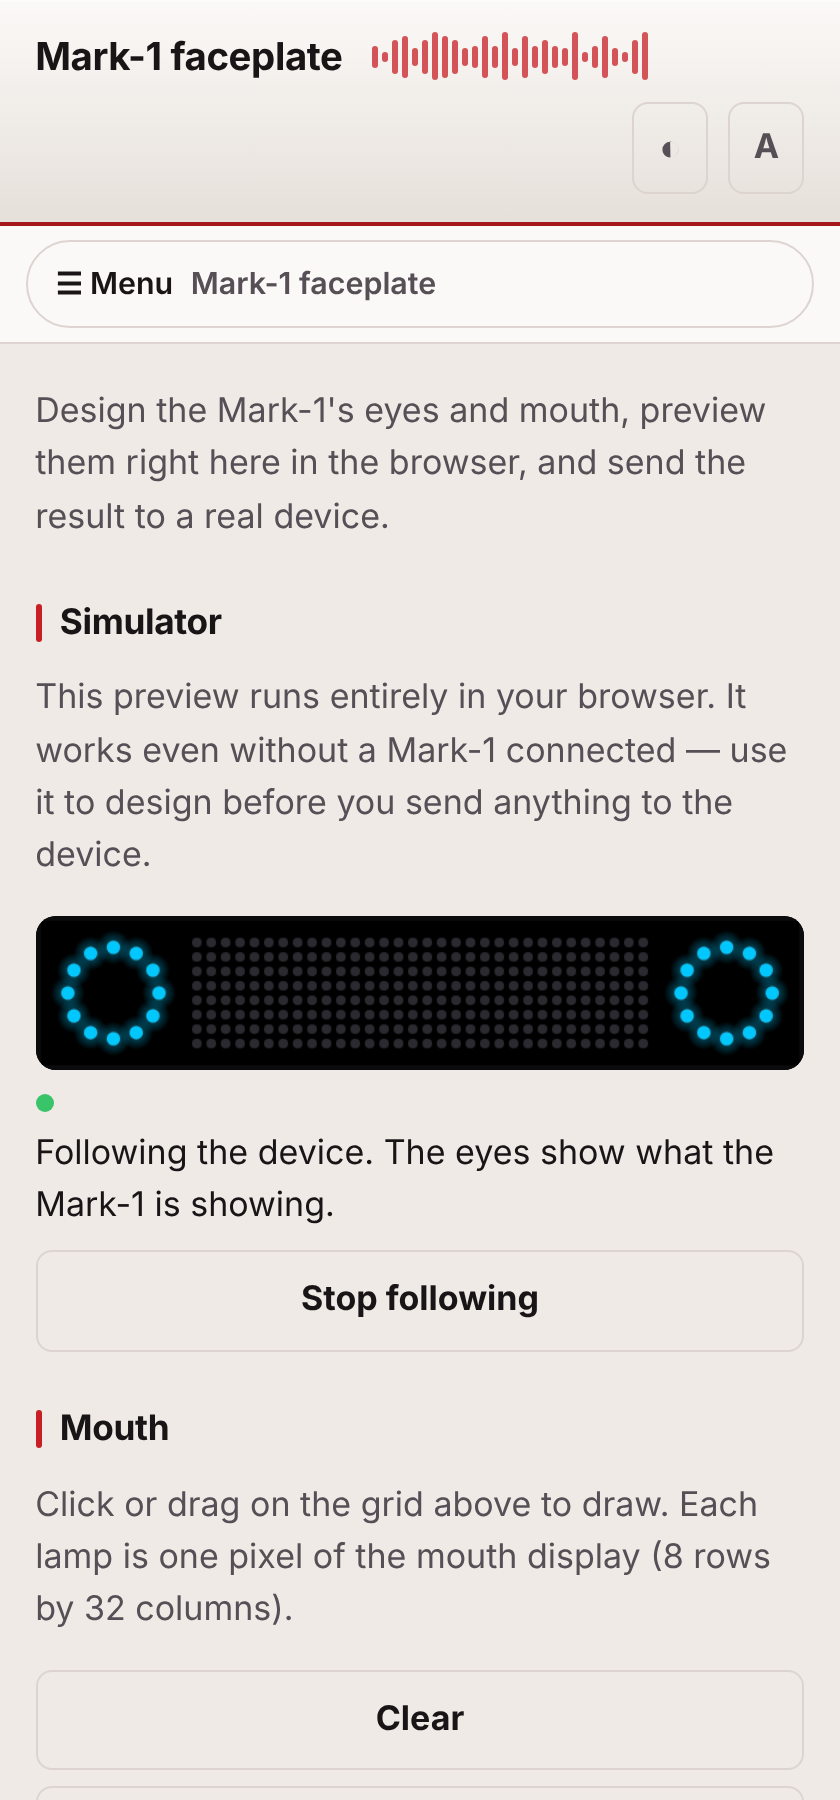 Mark-1 faceplate
A
☰ Menu Mark-1 faceplate
Design the Mark-1's eyes and mouth, preview
them right here in the browser, and send the
result to a real device.
Simulator
This preview runs entirely in your browser. It
works even without a Mark-1 connected — use
it to design before you send anything to the
device.
Following the device. The eyes show what the
Mark-1 is showing.
Stop following
Mouth
Click or drag on the grid above to draw. Each
lamp is one pixel of the mouth display (8 rows
by 32 columns).
Clear